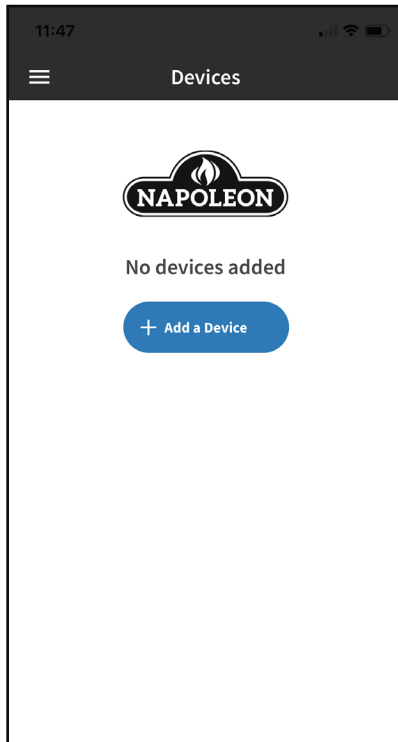 11:47
Devices
NAPOLEON
No devices added
+ Add a Device